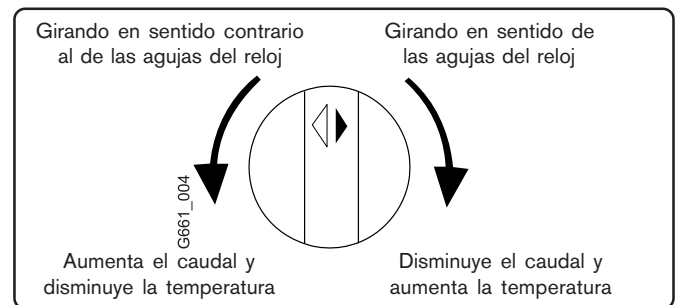 Girando en sentido contrario
al de las agujas del reloj
Girando en sentido de
las agujas del reloj
G661_004
Aumenta el caudal y
disminuye la temperatura
Disminuye el caudal y
aumenta la temperatura